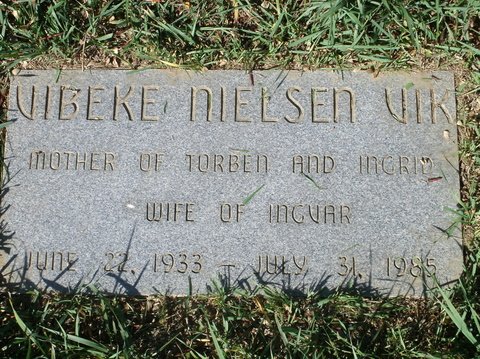 VIBEKE NIELSEN VIK
MOTHER OF TORBEN AND INGRID
WIFE OF INGVAR
JUNE 22, 1933 – JULY 31, 1985